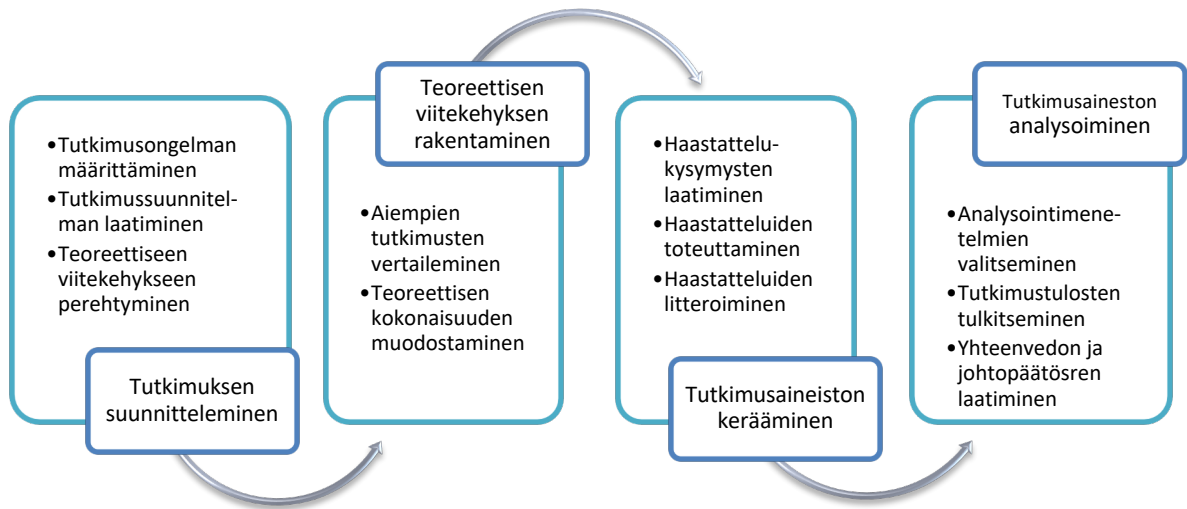 •Tutkimusongelman
määrittäminen
•Tutkimussuunnitel-
man laatiminen
•Teoreettiseen
viitekehykseen
perehtyminen
Tutkimuksen
suunnitteleminen
Teoreettisen
viitekehyksen
rakentaminen
•Aiempien
tutkimusten
vertaileminen
•Teoreettisen
kokonaisuuden
muodostaminen
•Haastattelu-
kysymysten
laatiminen
•Haastatteluiden
toteuttaminen
•Haastatteluiden
litteroiminen
Tutkimusaineiston
kerääminen
Tutkimusaineston
analysoiminen
•Analysointimene-
telmien
valitseminen
•Tutkimustulosten
tulkitseminen
•Yhteenvedon ja
johtopäätösren
laatiminen